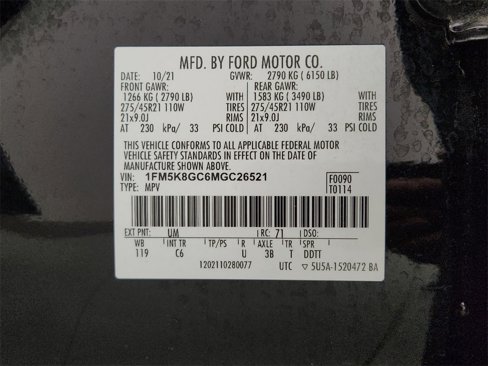 MFD. BY FORD MOTOR CO.
DATE: 10/21 GVWR: 2790 KG ( 6150 LB)
FRONT GAWR: REAR GAWR:
1266 KG ( 2790 LB) WITH 1583 KG ( 3490 LB) WITH
275/45R21 110W TIRES 275/45R21 110W TIRES
21x9.0J RIMS 21x9.0J RIMS
AT 230 kPa/ 33 PSI COLD AT 230 kPa/ 33 PSI COLD
THIS VEHICLE CONFORMS TO ALL APPLICABLE FEDERAL MOTOR
VEHICLE SAFETY STANDARDS IN EFFECT ON THE DATE OF
MANUFACTURE SHOWN ABOVE.
VIN: 1FM5K8GC6MGC26521 F0090
TYPE: MPV T0114
EXT PNT: UM RC: 71 DSO:
WB INT TR TP/PS R AXLE TR SPR
119 C6 U 3B T DDTT
1202110280077 UTC ▽ 5U5A-1520472 BA